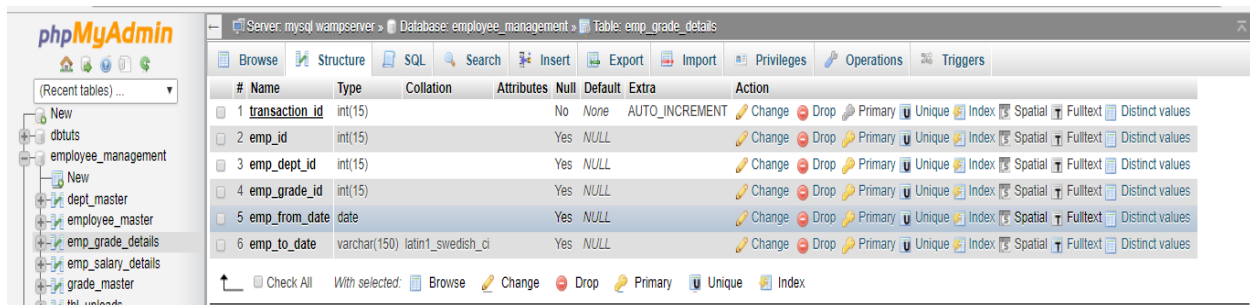 phpMyAdmin
(Recent tables) ...
New
dbtuts
employee_management
New
dept_master
employee_master
emp_grade_details
emp_salary_details
grade_master
tbl_uploads
Server: mysql wampserver » Database: employee_management » Table: emp_grade_details
Browse Structure SQL Search Insert Export Import Privileges Operations Triggers
# Name Type Collation Attributes Null Default Extra Action
1 transaction_id int(15) No None AUTO_INCREMENT Change Drop Primary Unique Index Spatial Fulltext Distinct values
2 emp_id int(15) Yes NULL Change Drop Primary Unique Index Spatial Fulltext Distinct values
3 emp_dept_id int(15) Yes NULL Change Drop Primary Unique Index Spatial Fulltext Distinct values
4 emp_grade_id int(15) Yes NULL Change Drop Primary Unique Index Spatial Fulltext Distinct values
5 emp_from_date date Yes NULL Change Drop Primary Unique Index Spatial Fulltext Distinct values
6 emp_to_date varchar(150) latin1_swedish_ci Yes NULL Change Drop Primary Unique Index Spatial Fulltext Distinct values
Check All With selected: Browse Change Drop Primary Unique Index